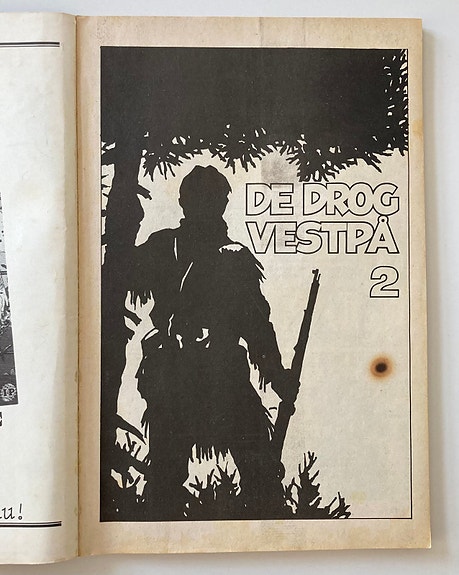 DE DROG
VESTPÅ
2
!